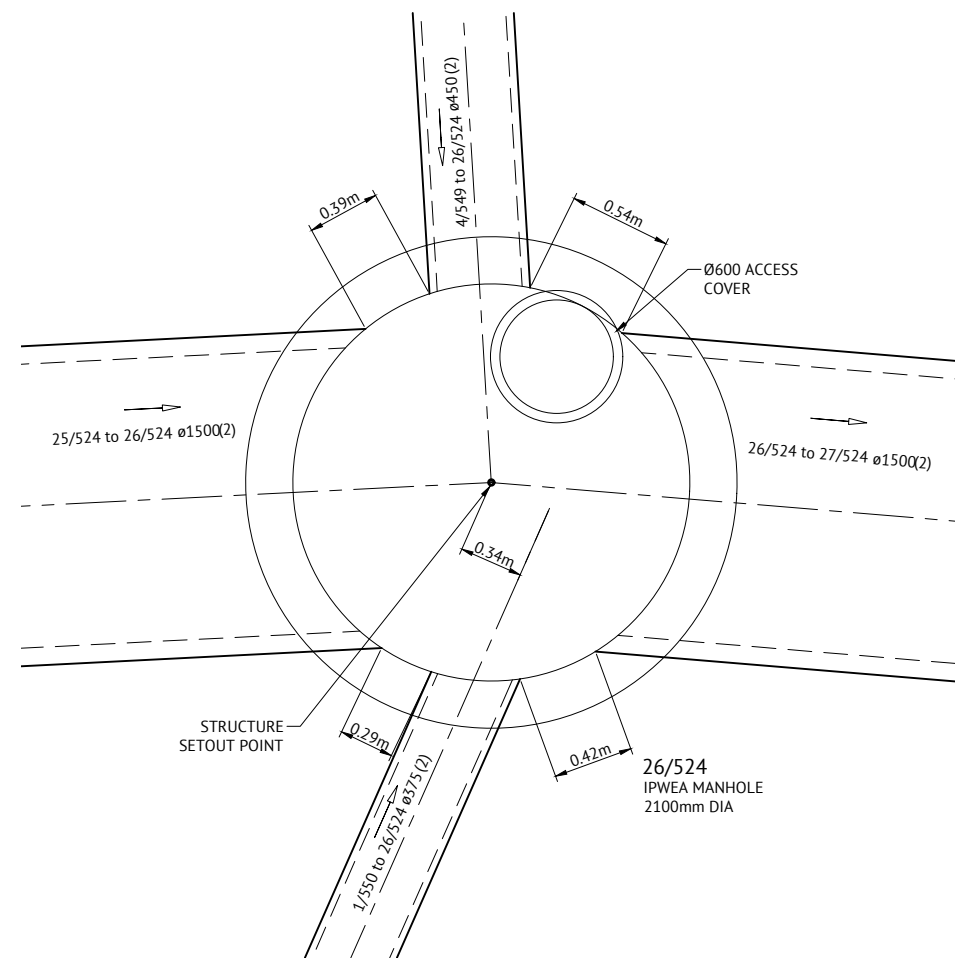 4/549 to 26/524 ø450(2)
0.39m
0.54m
Ø600 ACCESS
COVER
25/524 to 26/524 ø1500(2)
26/524 to 27/524 ø1500(2)
0.34m
STRUCTURE
SETOUT POINT
0.29m
0.42m
26/524
IPWEA MANHOLE
2100mm DIA
1/550 to 26/524 ø375(2)